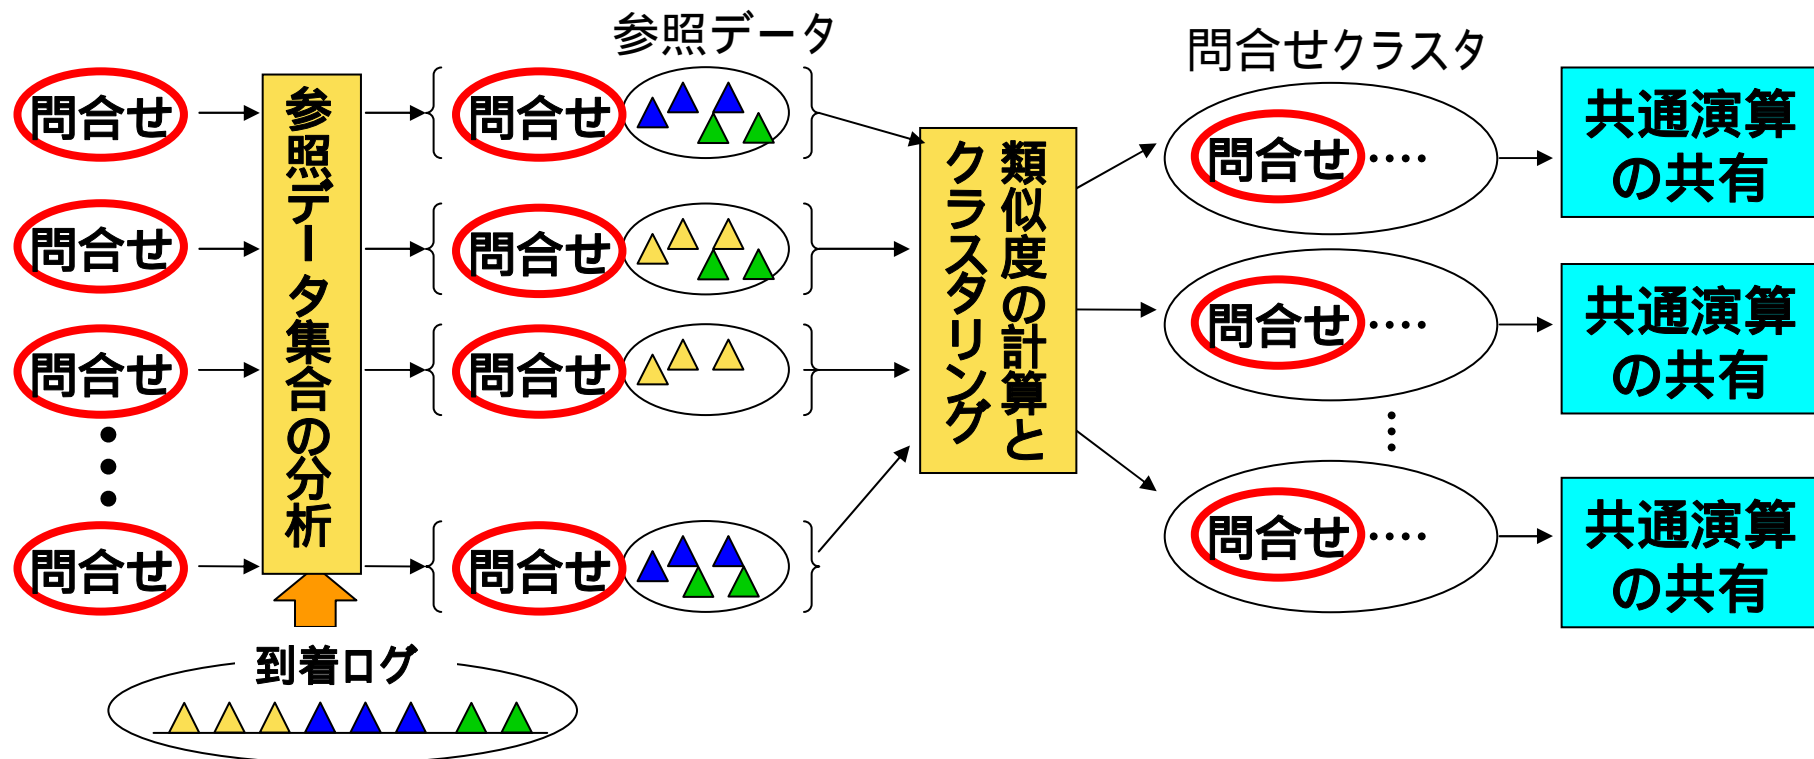 参照データ
問合せクラスタ
問合せ
問合せ
問合せ
問合せ
参照データ集合の分析
到着ログ
問合せ
問合せ
問合せ
問合せ
類似度の計算と
クラスタリング
問合せ‥‥
問合せ‥‥
問合せ‥‥
共通演算
の共有
共通演算
の共有
共通演算
の共有